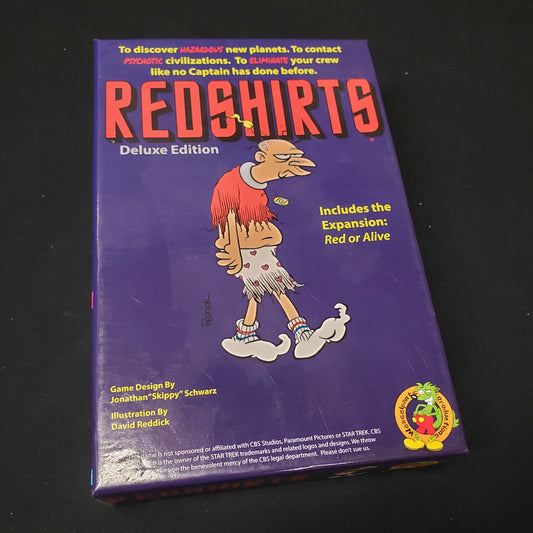 To discover HAZARDOUS new planets. To contact
PSYCHOTIC civilizations. To ELIMINATE your crew
like no Captain has done before.
REDSHIRTS
Deluxe Edition
Includes the
Expansion:
Red or Alive
REDDICK
Game Design By
Jonathan "Skippy" Schwarz
Illustration By
David Reddick
game is not sponsored or affiliated with CBS Studios, Paramount Pictures or STAR TREK, CBS
is the owner of the STAR TREK trademarks and related logos and designs. We throw
upon the benevolent mercy of the CBS legal department. Please don't sue us.
REDSHIRTS